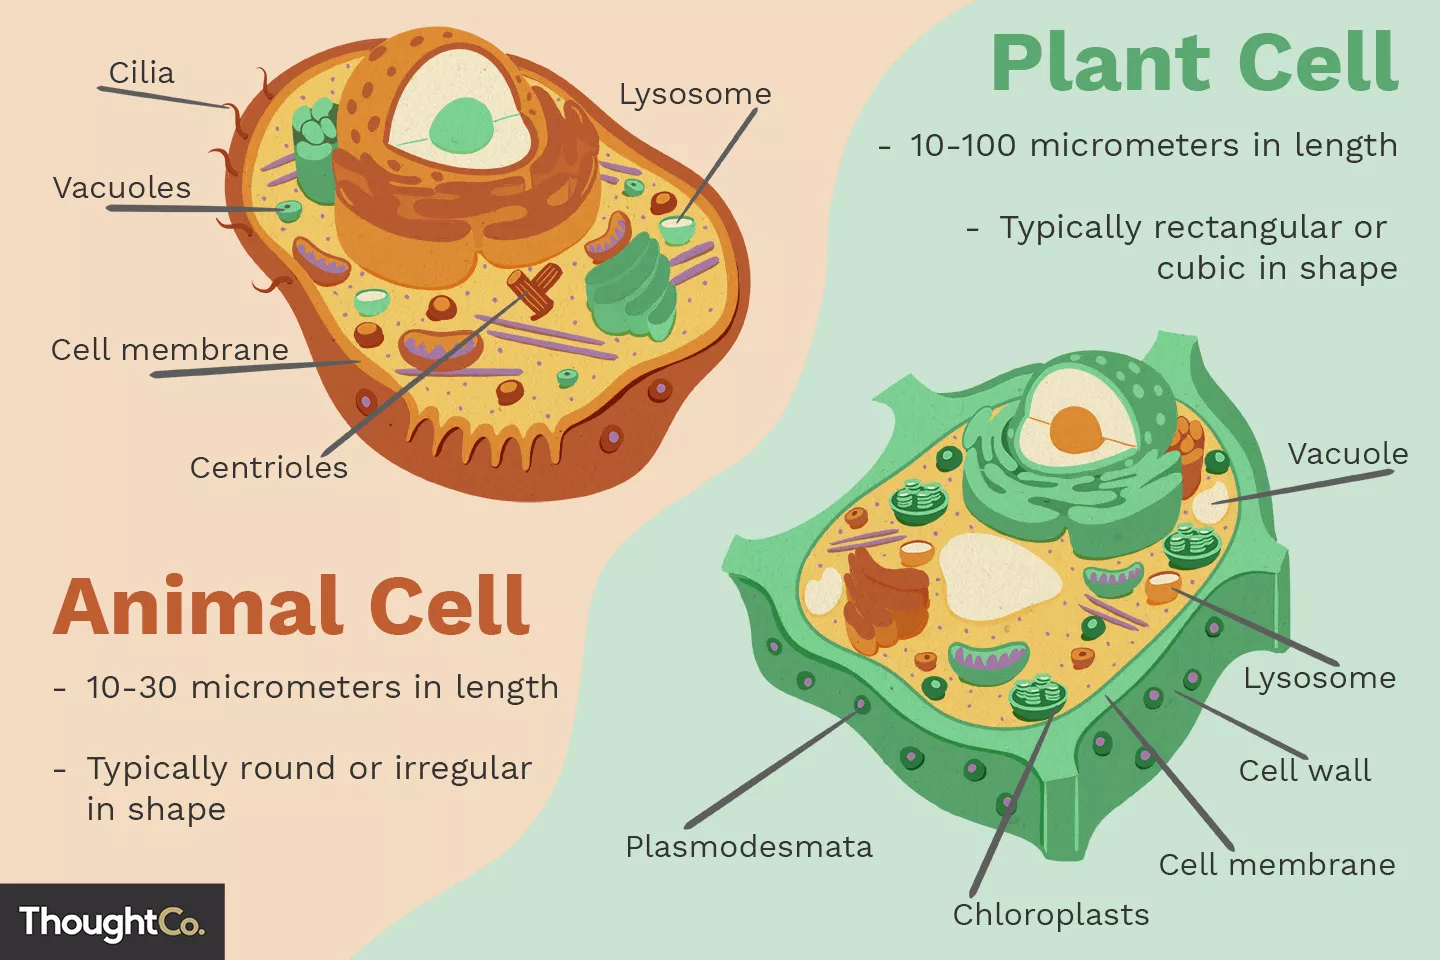 Cilia
Lysosome
Vacuoles
Cell membrane
Centrioles
Animal Cell
- 10-30 micrometers in length
- Typically round or irregular
in shape
Plant Cell
- 10-100 micrometers in length
- Typically rectangular or
cubic in shape
Vacuole
Lysosome
Cell wall
Cell membrane
Plasmodesmata
Chloroplasts
ThoughtCo.